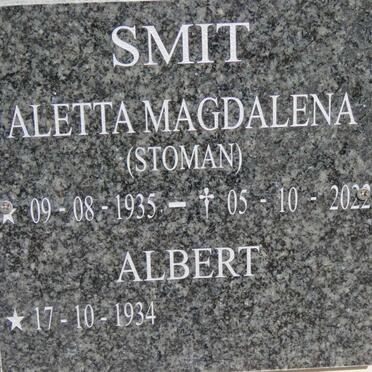 SMIT
ALETTA MAGDALENA
(STOMAN)
★ 09 - 08 - 1935 - † 05 - 10 - 2022
ALBERT
★ 17 - 10 - 1934